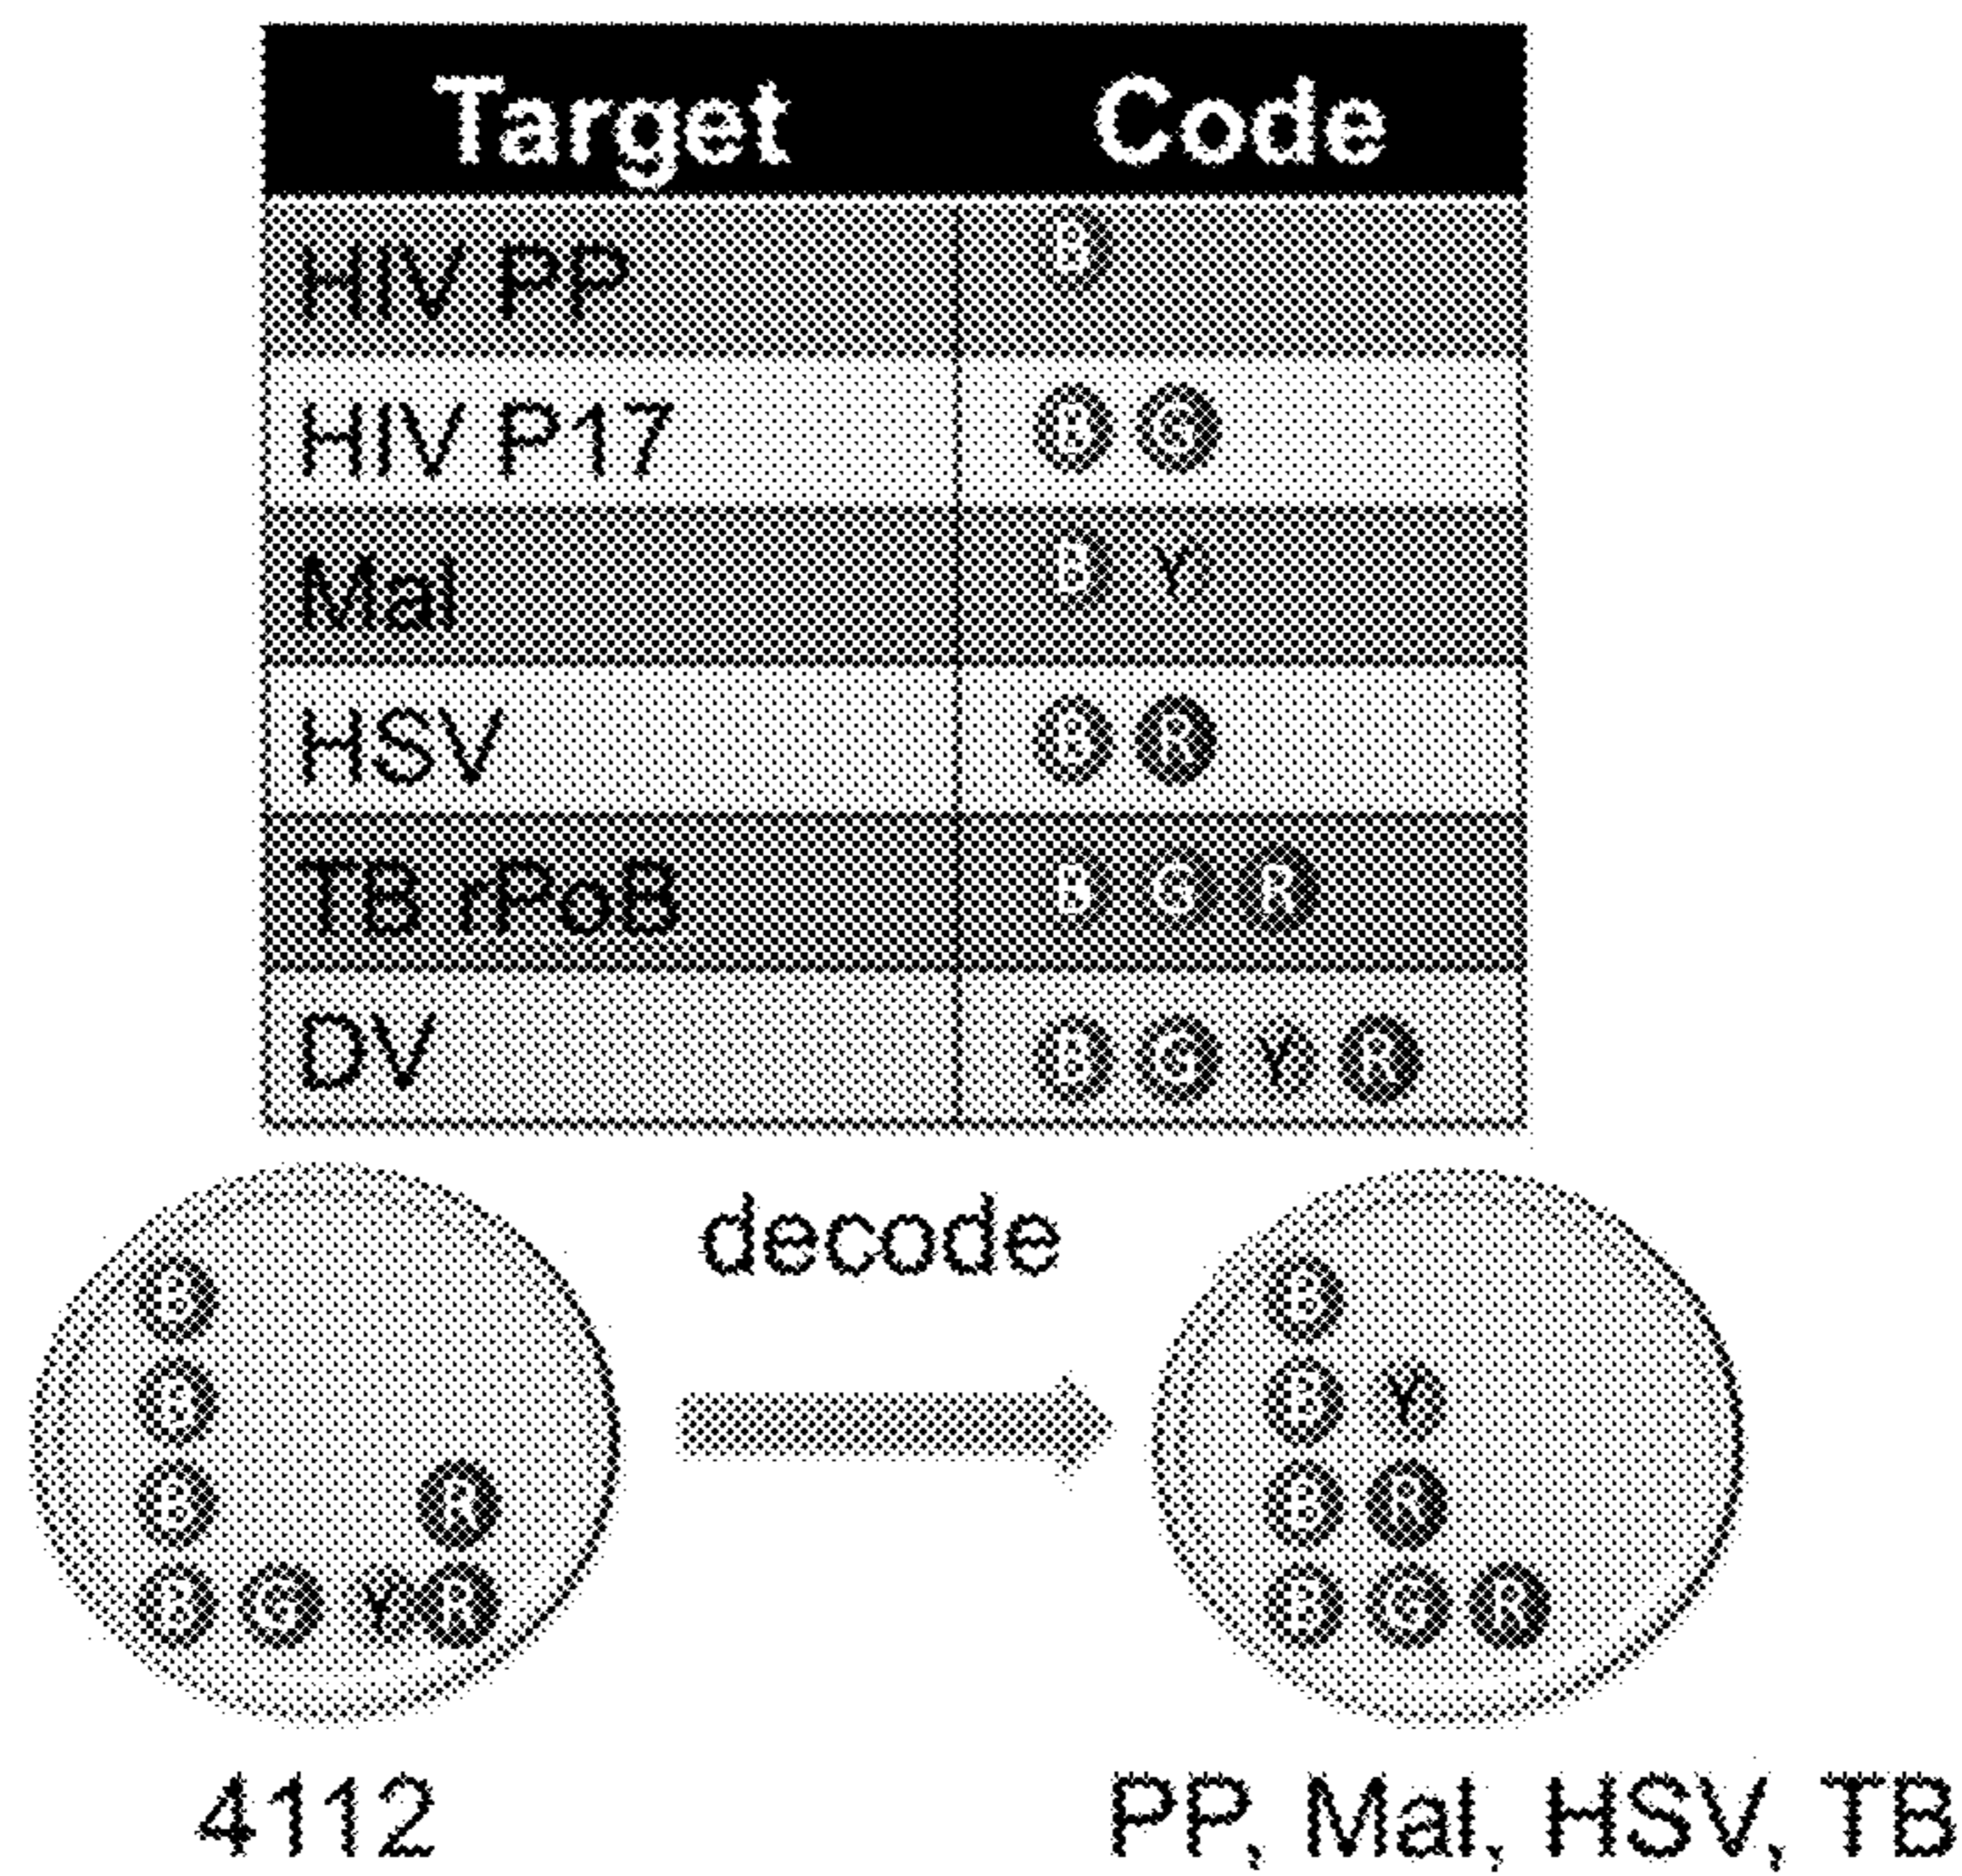 Target Code
HIV PP B
HIV P17 B G
Mal B Y
HSV B R
TB rPoB B G R
DV B G Y R
decode
B
B
B R
B G Y R
B
B Y
B R
B G R
4112
PP, Mal, HSV, TB